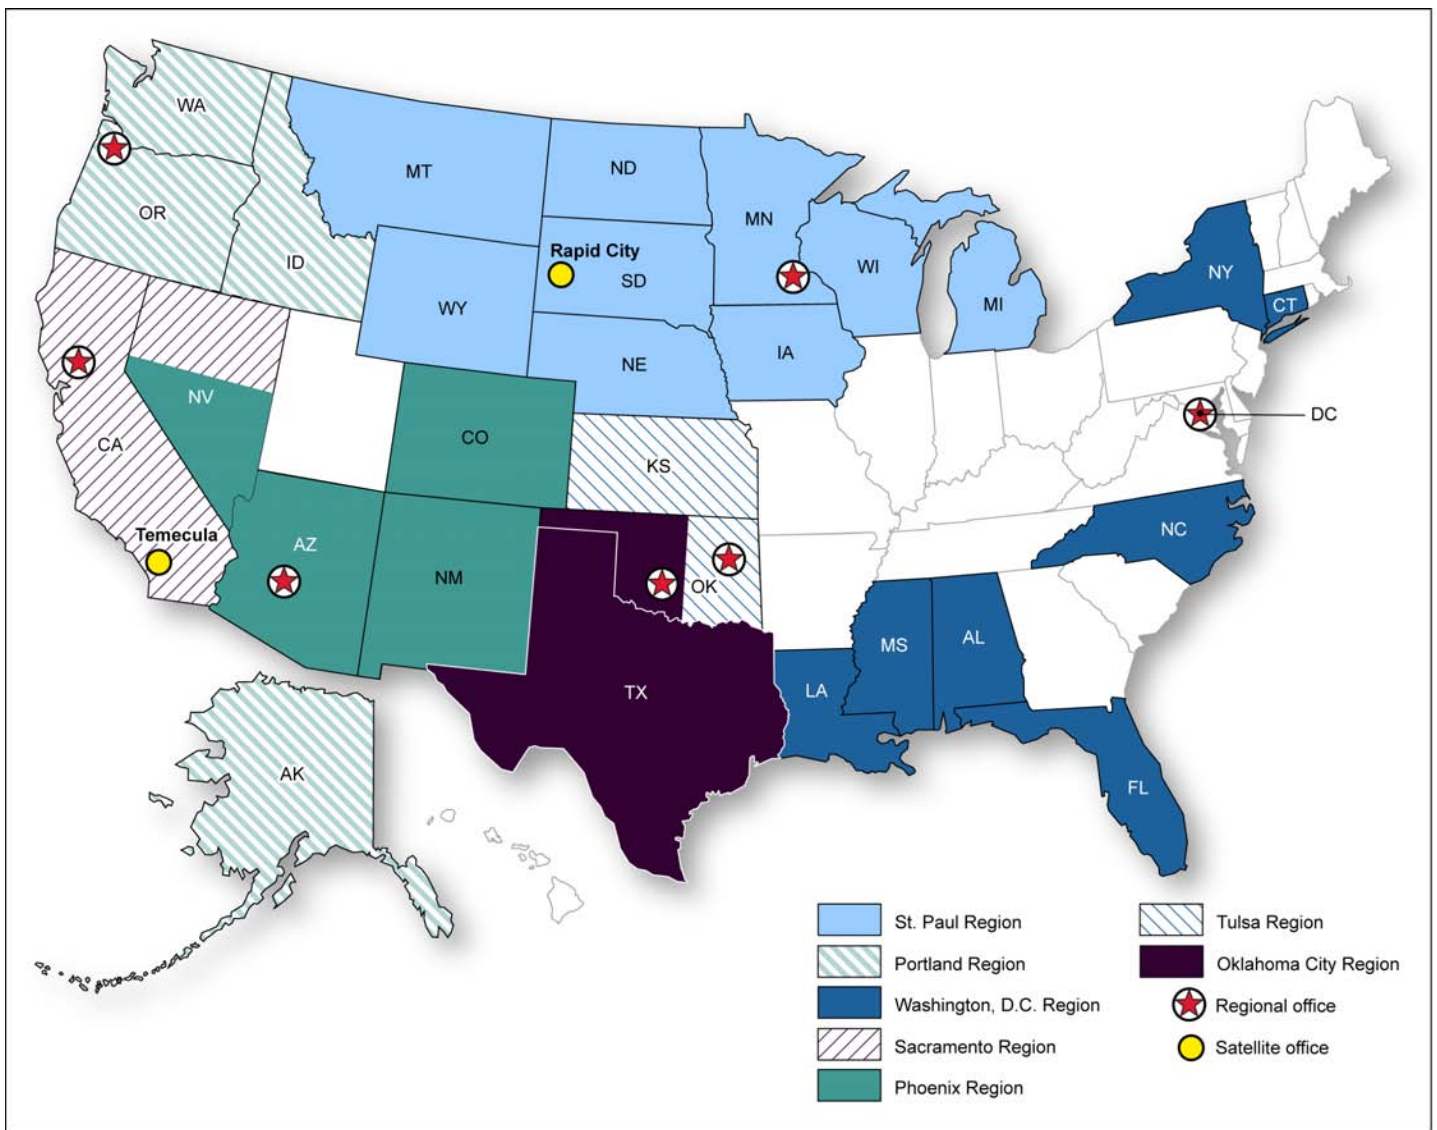 WA
MT
ND
MN
OR
ID
Rapid City
SD
WI
NY
WY
MI
CT
IA
NE
NV
CO
DC
CA
KS
Temecula
AZ
NC
NM
OK
MS
AL
TX
LA
AK
FL
St. Paul Region
Portland Region
Washington, D.C. Region
Sacramento Region
Phoenix Region
Tulsa Region
Oklahoma City Region
Regional office
Satellite office